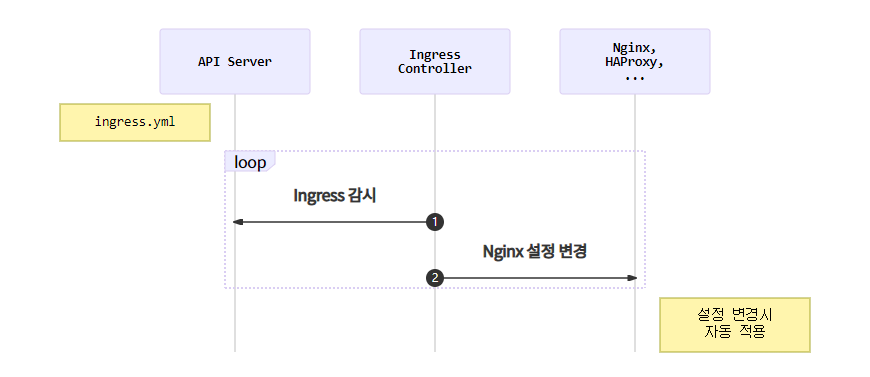 API Server
Ingress
Controller
Nginx,
HAProxy,
...
ingress.yml
loop
Ingress 감시
1
Nginx 설정 변경
2
설정 변경시
자동 적용